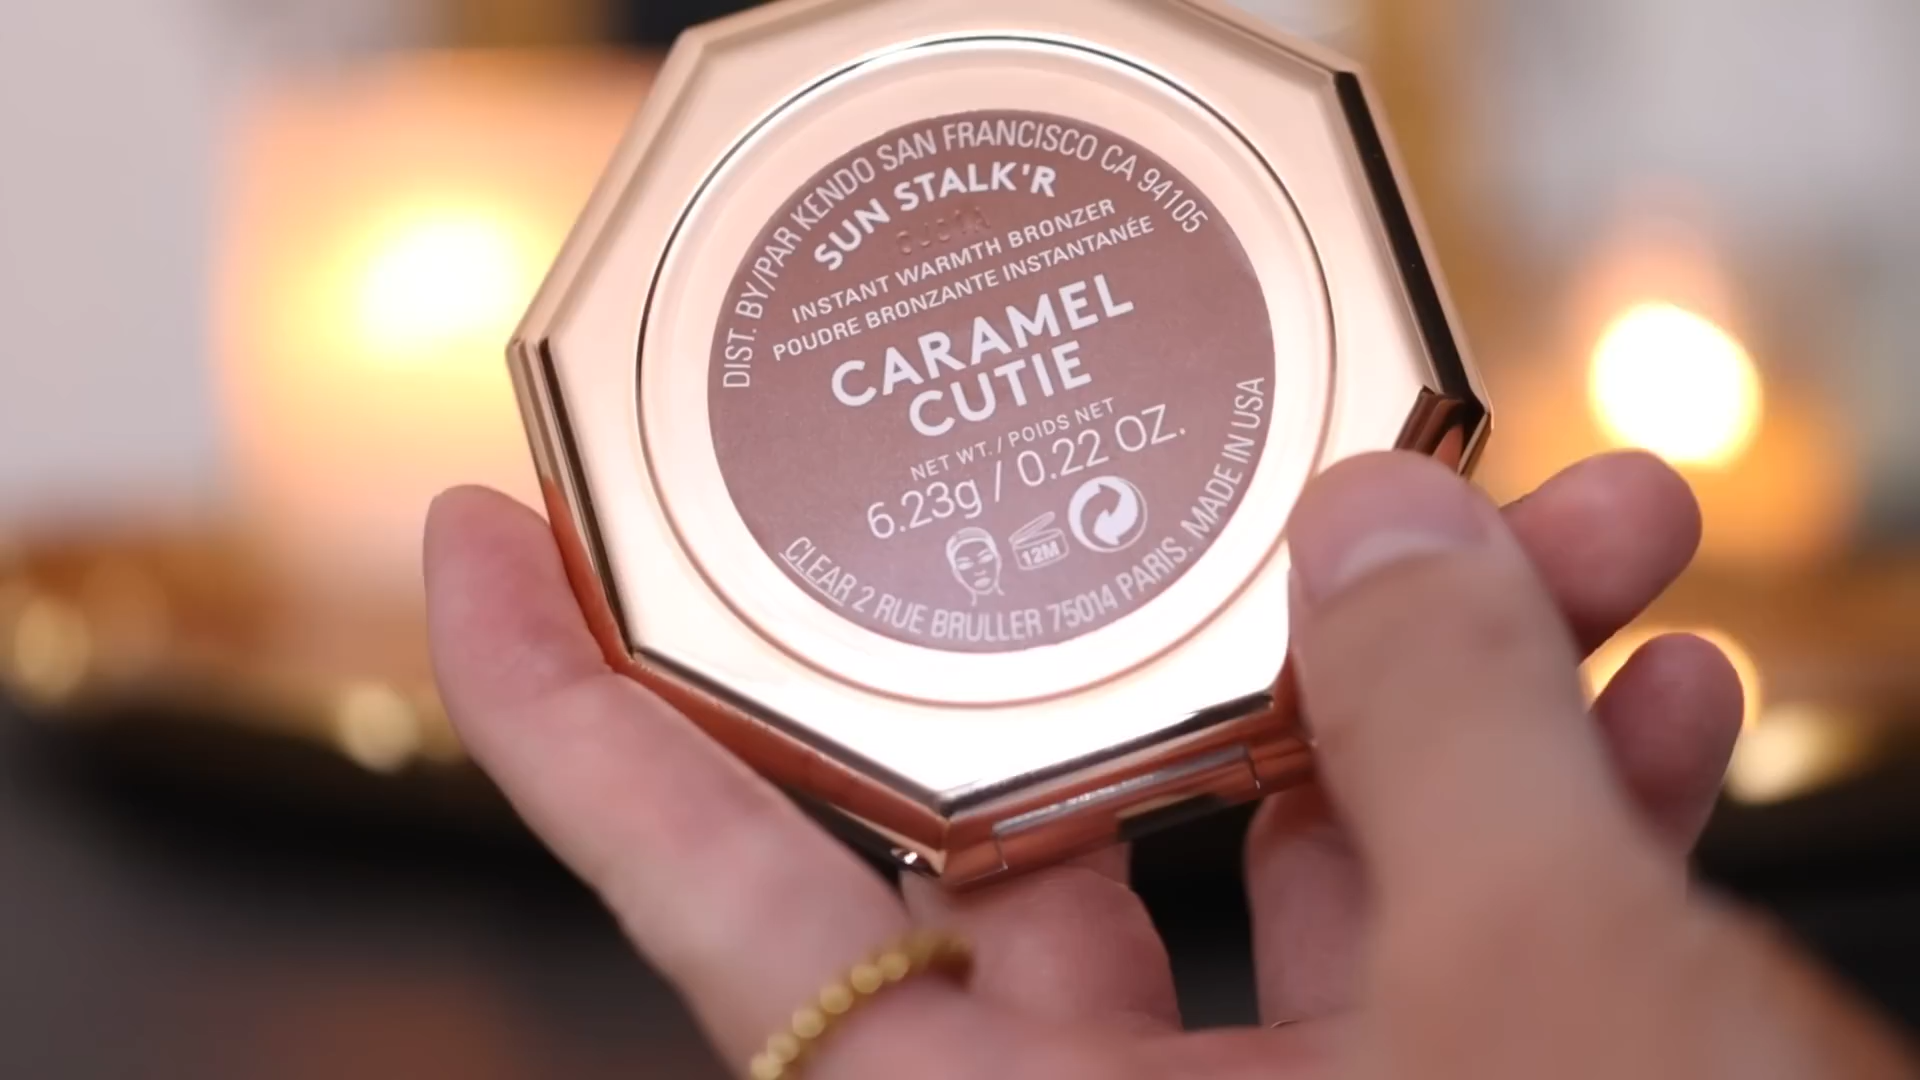 DIST. BY/PAR KENDO SAN FRANCISCO CA 94105
SUN STALK'R
INSTANT WARMTH BRONZER
POUDRE BRONZANTE INSTANTANÉE
CARAMEL
CUTIE
NET WT. / POIDS NET
6.23g / 0.22 OZ.
12M
CLEAR 2 RUE BRULLER 75014 PARIS. MADE IN USA